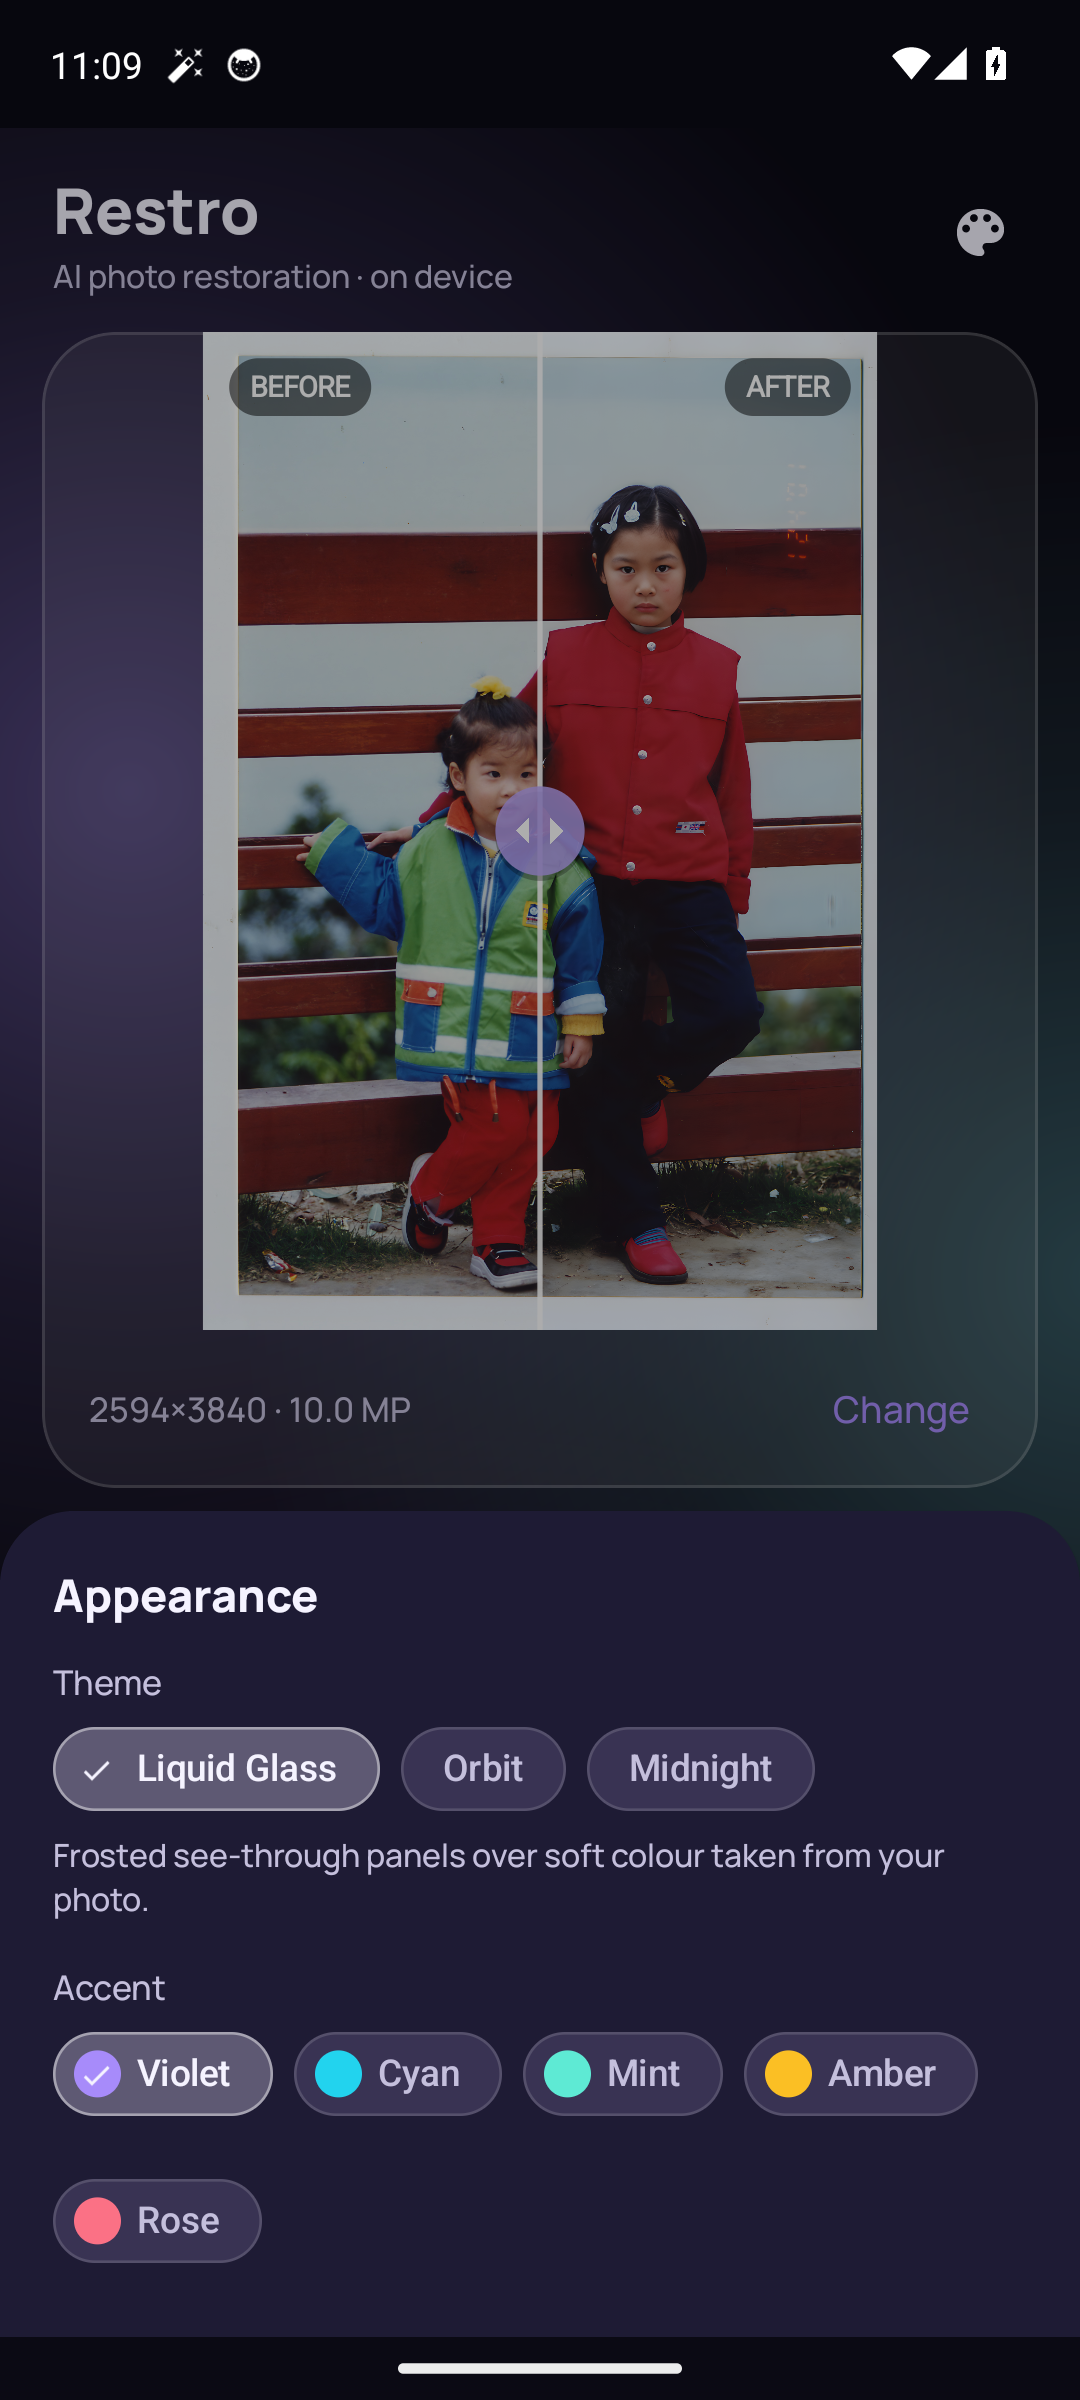 11:09
Restro
AI photo restoration · on device
BEFORE
AFTER
2594×3840 · 10.0 MP
Change
Appearance
Theme
Liquid Glass
Orbit
Midnight
Frosted see-through panels over soft colour taken from your
photo.
Accent
Violet
Cyan
Mint
Amber
Rose